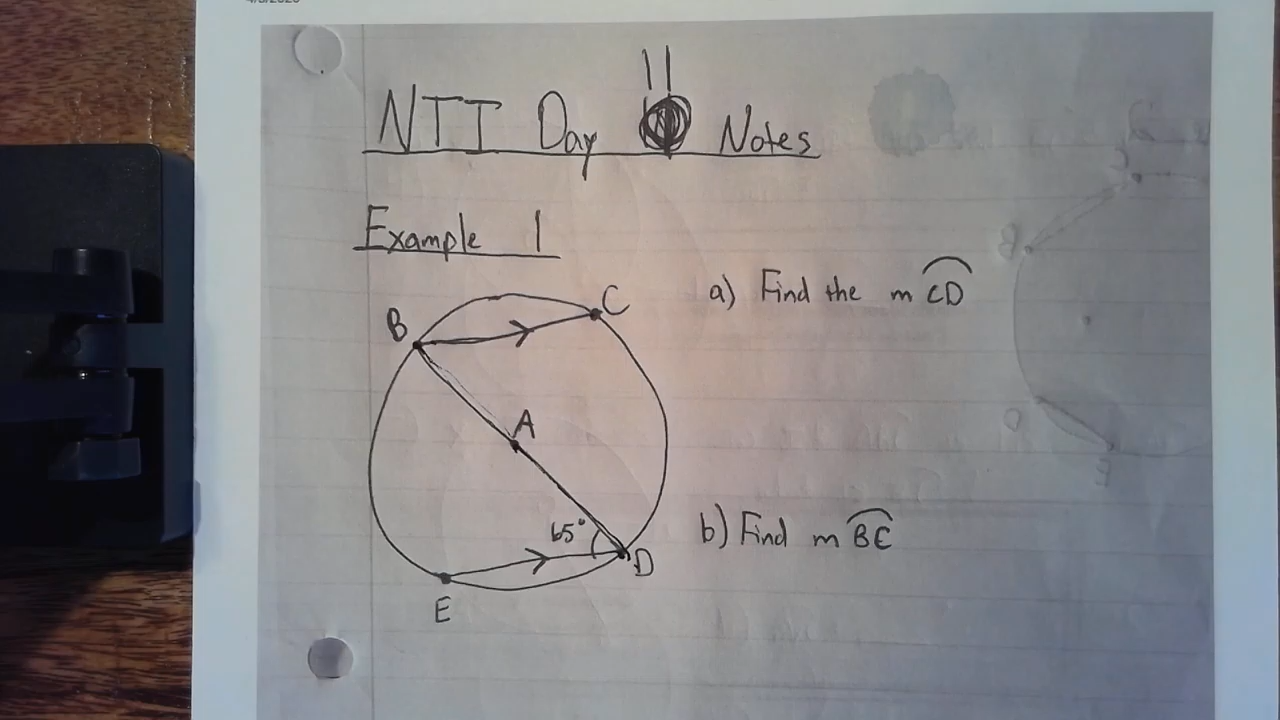 NTI Day 11 Notes
Example 1
a) Find the m CD
B
C
A
65°
D
E
b) Find m BE